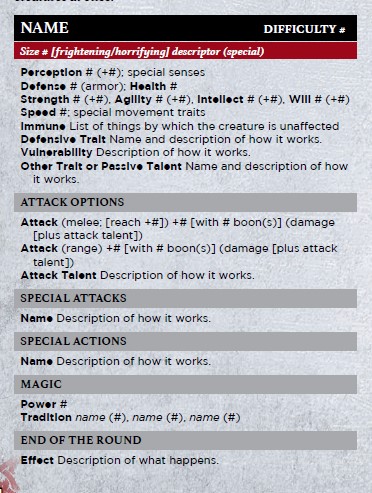 NAME DIFFICULTY #
Size # [frightening/horrifying] descriptor (special)
Perception # (+#); special senses
Defense # (armor); Health #
Strength # (+#), Agility # (+#), Intellect # (+#), Will # (+#)
Speed #; special movement traits
Immune List of things by which the creature is unaffected
Defensive Trait Name and description of how it works.
Vulnerability Description of how it works.
Other Trait or Passive Talent Name and description of how
it works.
ATTACK OPTIONS
Attack (melee; [reach +#]) +# [with # boon(s)] (damage
[plus attack talent])
Attack (range) +# [with # boon(s)] (damage [plus attack
talent])
Attack Talent Description of how it works.
SPECIAL ATTACKS
Name Description of how it works.
SPECIAL ACTIONS
Name Description of how it works.
MAGIC
Power #
Tradition name (#), name (#), name (#)
END OF THE ROUND
Effect Description of what happens.